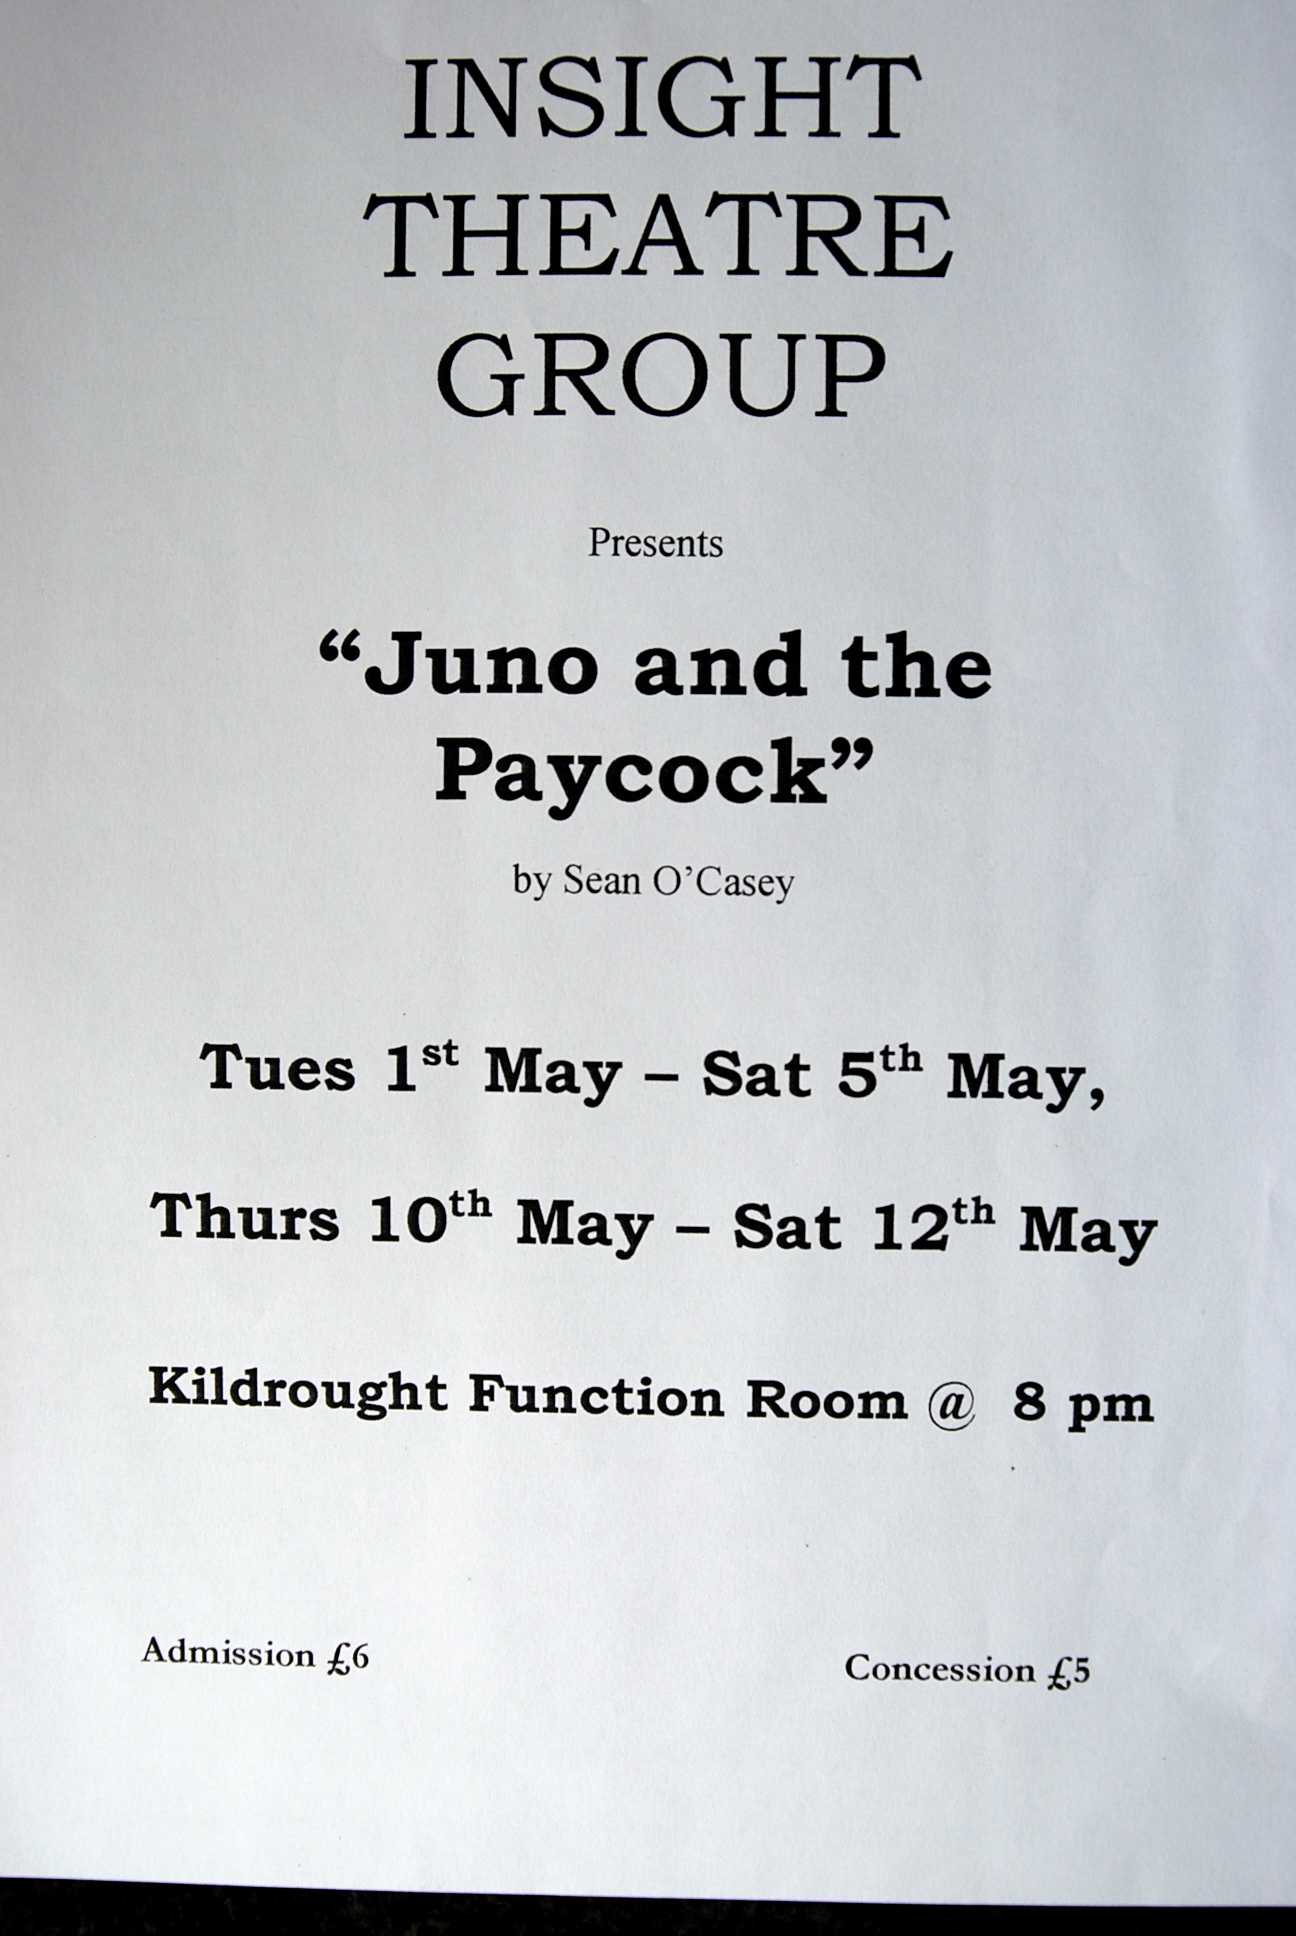 INSIGHT
THEATRE
GROUP
Presents
“Juno and the
Paycock”
by Sean O’Casey
Tues 1st May – Sat 5th May,
Thurs 10th May – Sat 12th May
Kildrought Function Room @ 8 pm
Admission £6 Concession £5